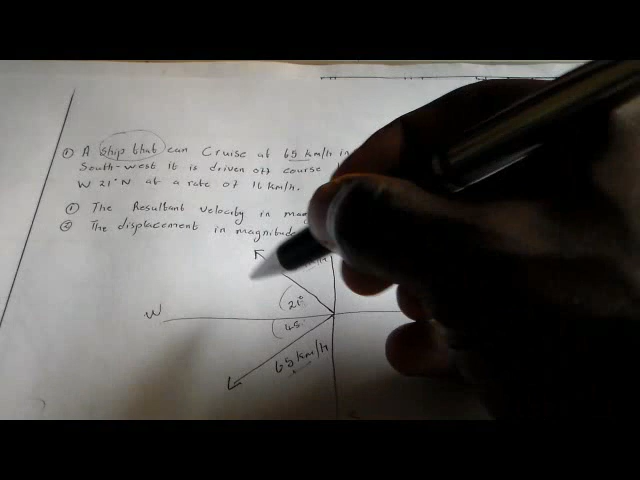 ① A ship that can Cruise at 65 km/h in
South-west it is driven off course
W 21°N at a rate of 16 km/h.
① The Resultant velocity in mag
② The displacement in magnitude
21°
W
45°
65 km/h